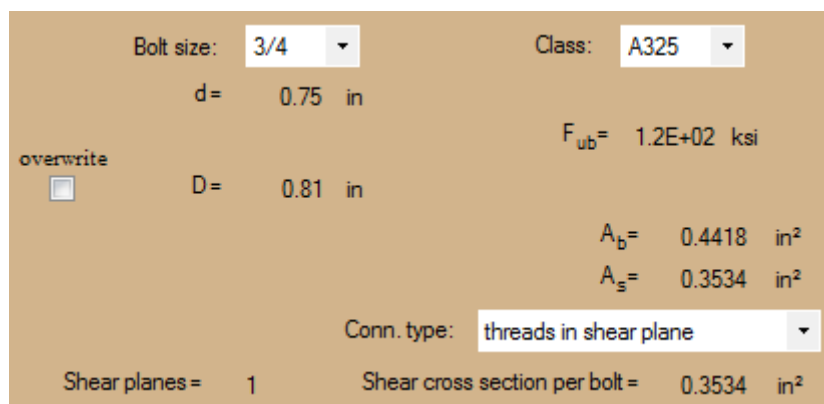 Bolt size: 3/4 Class: A325
d= 0.75 in
F_ub= 1.2E+02 ksi
overwrite
D= 0.81 in
A_b= 0.4418 in²
A_s= 0.3534 in²
Conn. type: threads in shear plane
Shear planes= 1 Shear cross section per bolt= 0.3534 in²